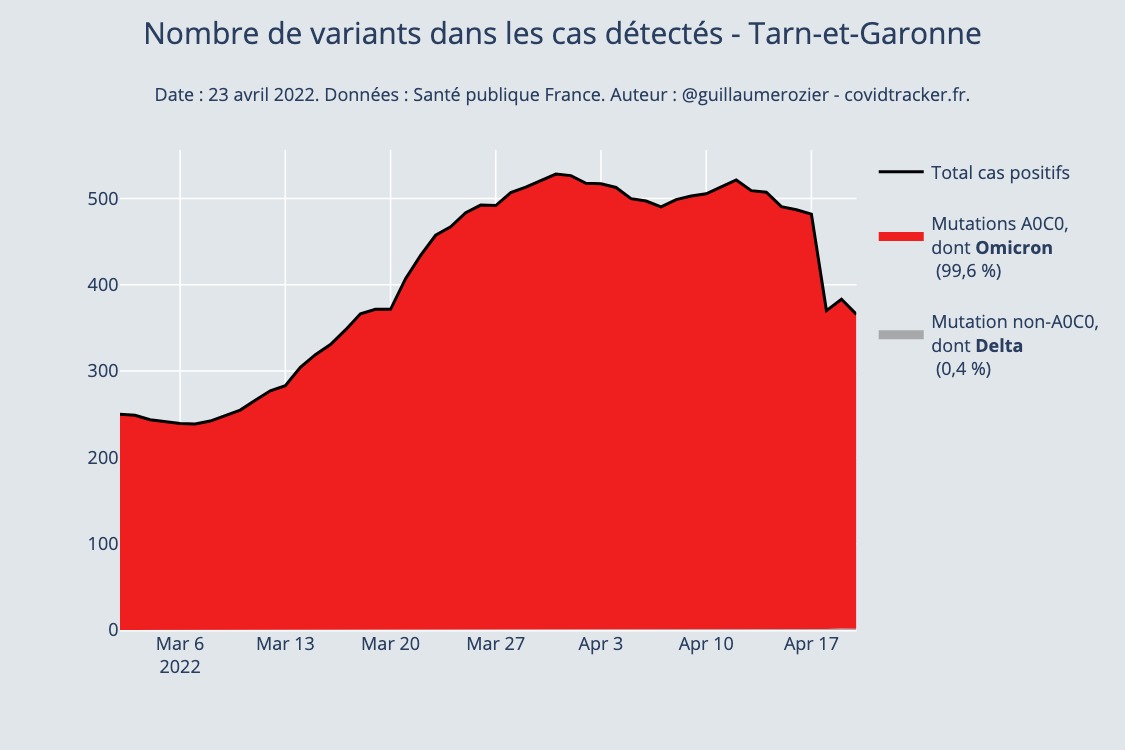 Nombre de variants dans les cas détectés - Tarn-et-Garonne
Date : 23 avril 2022. Données : Santé publique France. Auteur : @guillaumerozier - covidtracker.fr.
Total cas positifs
Mutations A0C0,
dont Omicron
(99,6 %)
Mutation non-A0C0,
dont Delta
(0,4 %)
500
400
300
200
100
0
Mar 6
2022
Mar 13
Mar 20
Mar 27
Apr 3
Apr 10
Apr 17